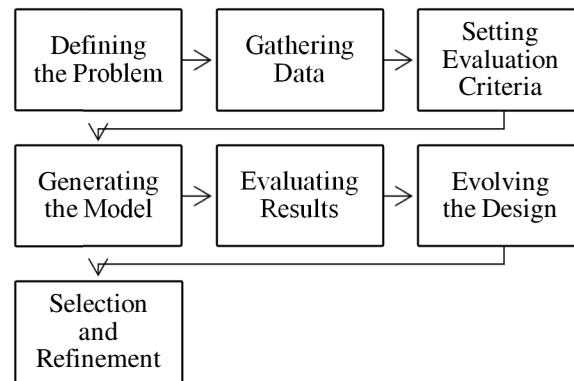 Defining
the Problem
Gathering
Data
Setting
Evaluation
Criteria
Generating
the Model
Evaluating
Results
Evolving
the Design
Selection
and
Refinement